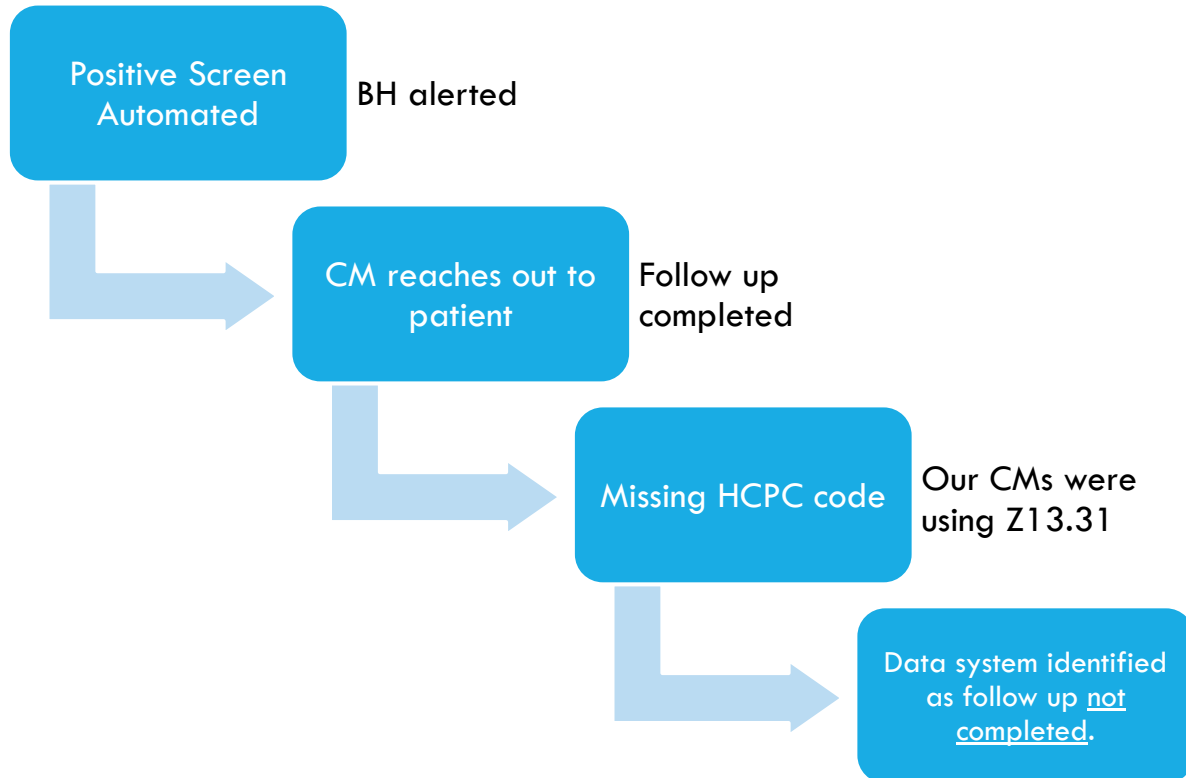 Positive Screen
Automated
BH alerted
CM reaches out to
patient
Follow up
completed
Missing HCPC code
Our CMs were
using Z13.31
Data system identified
as follow up not
completed.